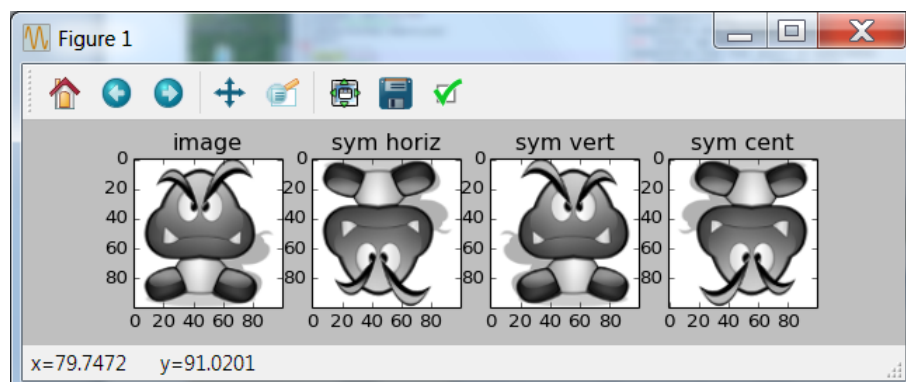 Figure 1
image sym horiz sym vert sym cent
0 0 0 0
20 20 20 20
40 40 40 40
60 60 60 60
80 80 80 80
0 20 40 60 80 0 20 40 60 80 0 20 40 60 80 0 20 40 60 80
x=79.7472 y=91.0201